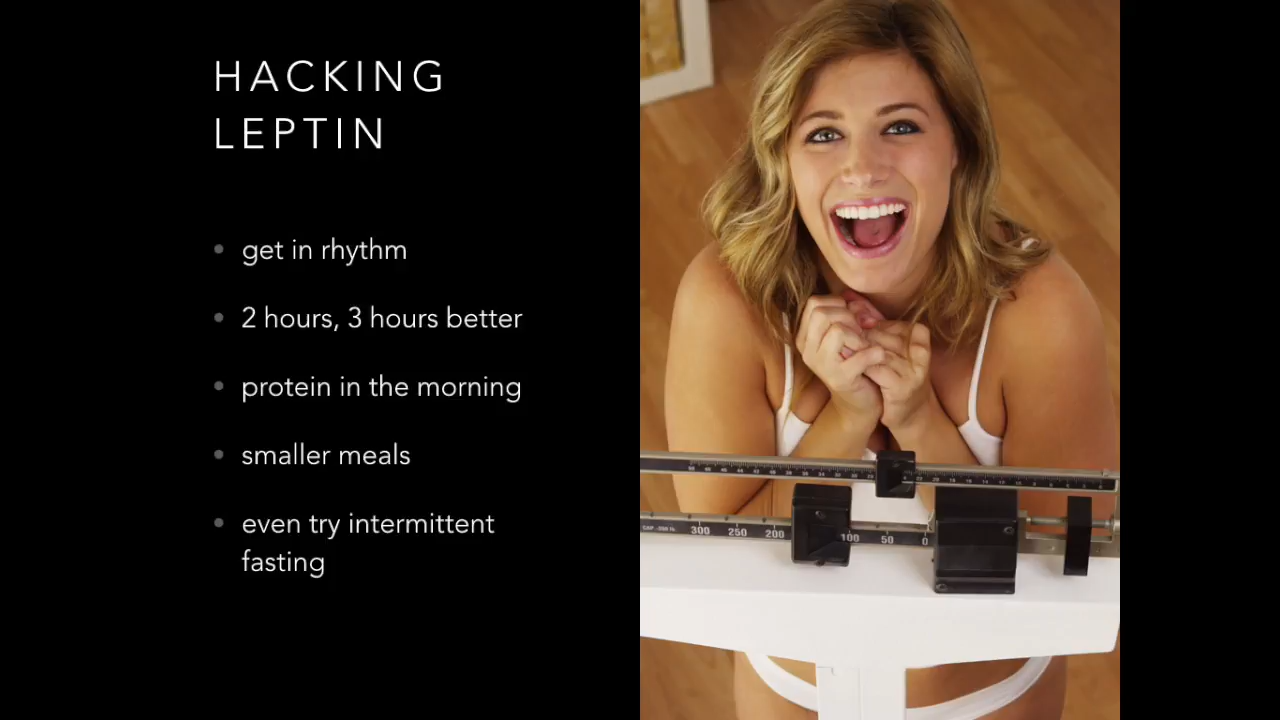 HACKING
LEPTIN
get in rhythm
2 hours, 3 hours better
protein in the morning
smaller meals
even try intermittent
fasting
300 250 200 100 50 0